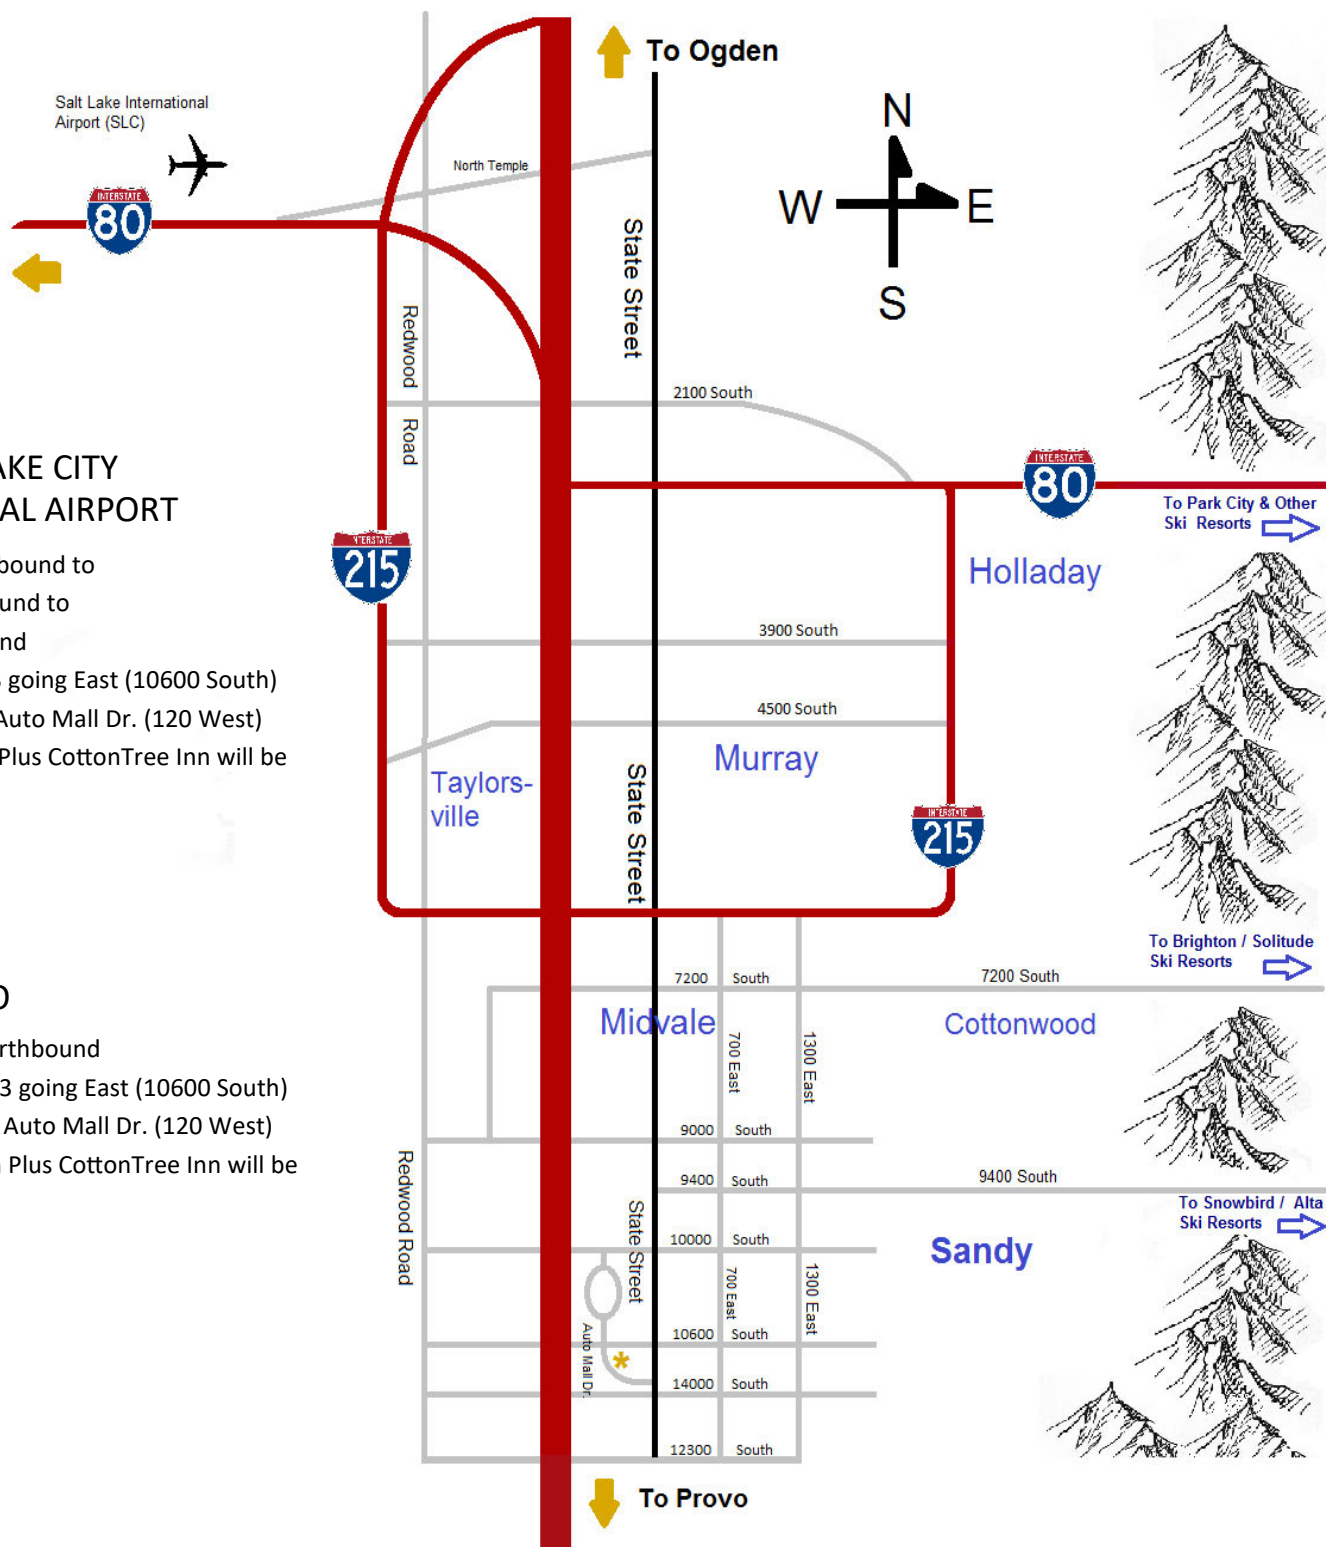 To Ogden
Salt Lake International
Airport (SLC)
North Temple
N
W
E
S
INTERSTATE
80
State Street
Redwood
Road
2100 South
INTERSTATE
80
To Park City & Other
Ski Resorts
AKE CITY
AL AIRPORT
INTERSTATE
215
Holladay
bound to
und to
nd
going East (10600 South)
Auto Mall Dr. (120 West)
Plus CottonTree Inn will be
3900 South
4500 South
Murray
Taylors-
ville
State Street
INTERSTATE
215
To Brighton / Solitude
Ski Resorts
7200 South
7200 South
Midvale
Cottonwood
700 East
1300 East
rthbound
3 going East (10600 South)
Auto Mall Dr. (120 West)
Plus CottonTree Inn will be
9000 South
9400 South
9400 South
To Snowbird / Alta
Ski Resorts
Redwood Road
State Street
10000 South
Sandy
700 East
1300 East
Auto Mall Dr.
10600 South
*
14000 South
12300 South
To Provo